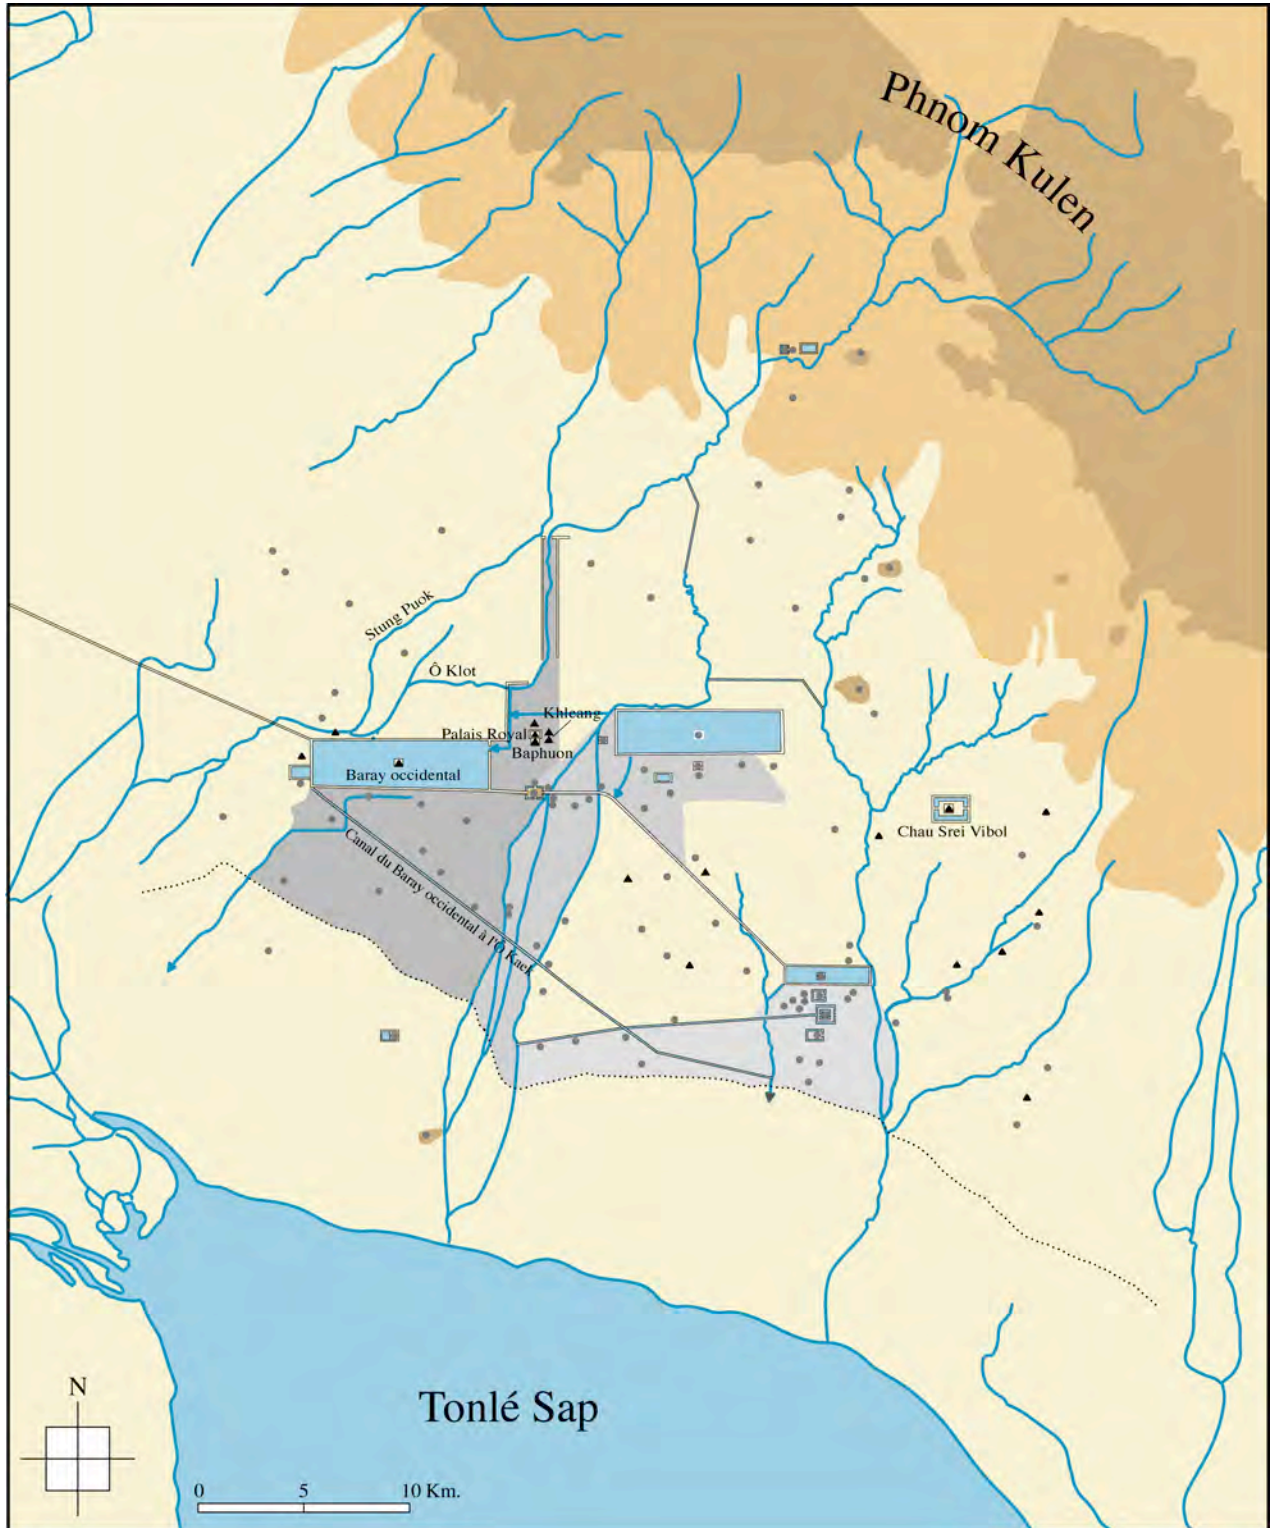 Phnom Kulen
Stung Puok
Ô Klot
Khleang
Palais Royal
Baphuon
Baray occidental
Chau Srei Vibol
Canal du Baray occidental à l'Ô Kaek
Tonlé Sap
N
0 5 10 Km.